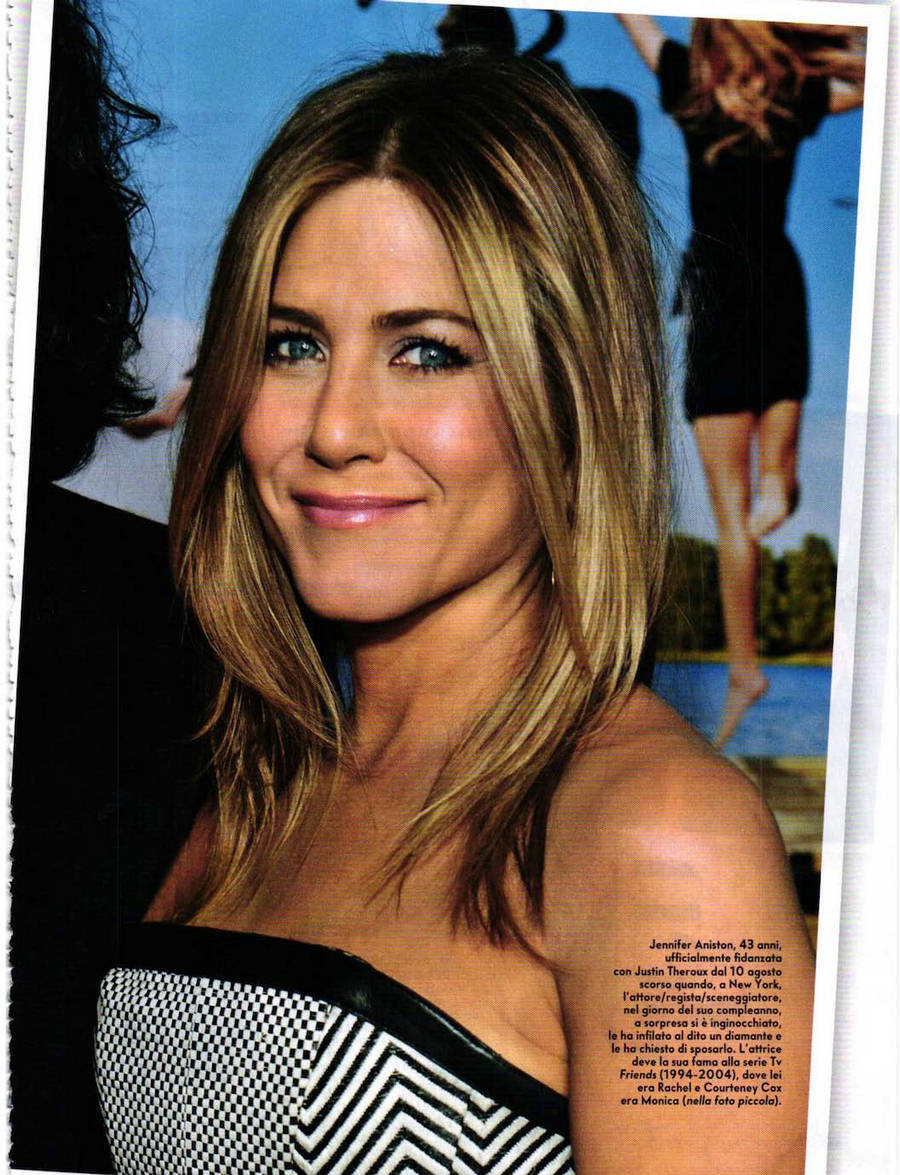 Jennifer Aniston, 43 anni,
ufficialmente fidanzata
con Justin Theroux dal 10 agosto
scorso quando, a New York,
l'attore/regista/sceneggiatore,
nel giorno del suo compleanno,
a sorpresa si è inginocchiato,
le ha infilato al dito un diamante e
le ha chiesto di sposarlo. L'attrice
deve la sua fama alla serie Tv
Friends (1994-2004), dove lei
era Rachel e Courteney Cox
era Monica (nella foto piccola).